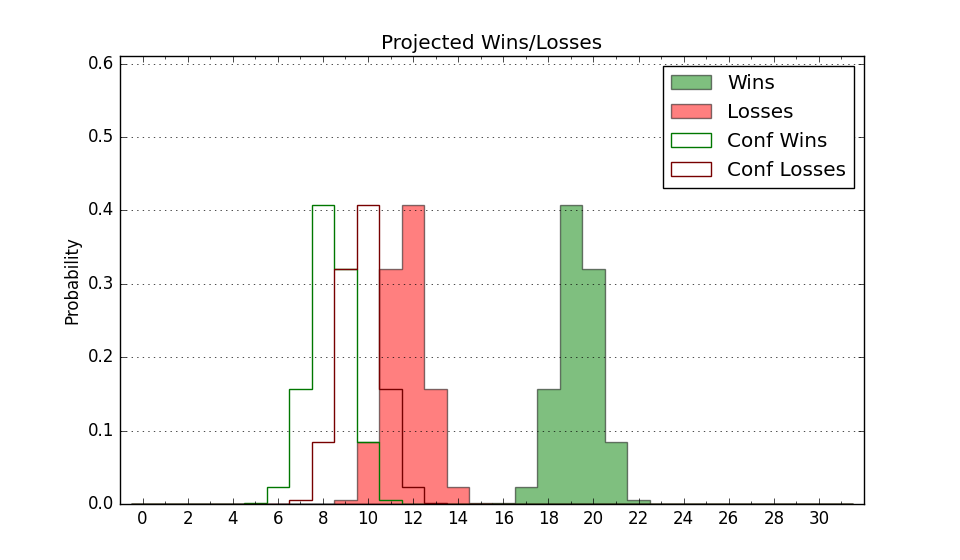 Projected Wins/Losses
0.6
0.5
0.4
0.3
0.2
0.1
0.0
Probability
Wins
Losses
Conf Wins
Conf Losses
0 2 4 6 8 10 12 14 16 18 20 22 24 26 28 30